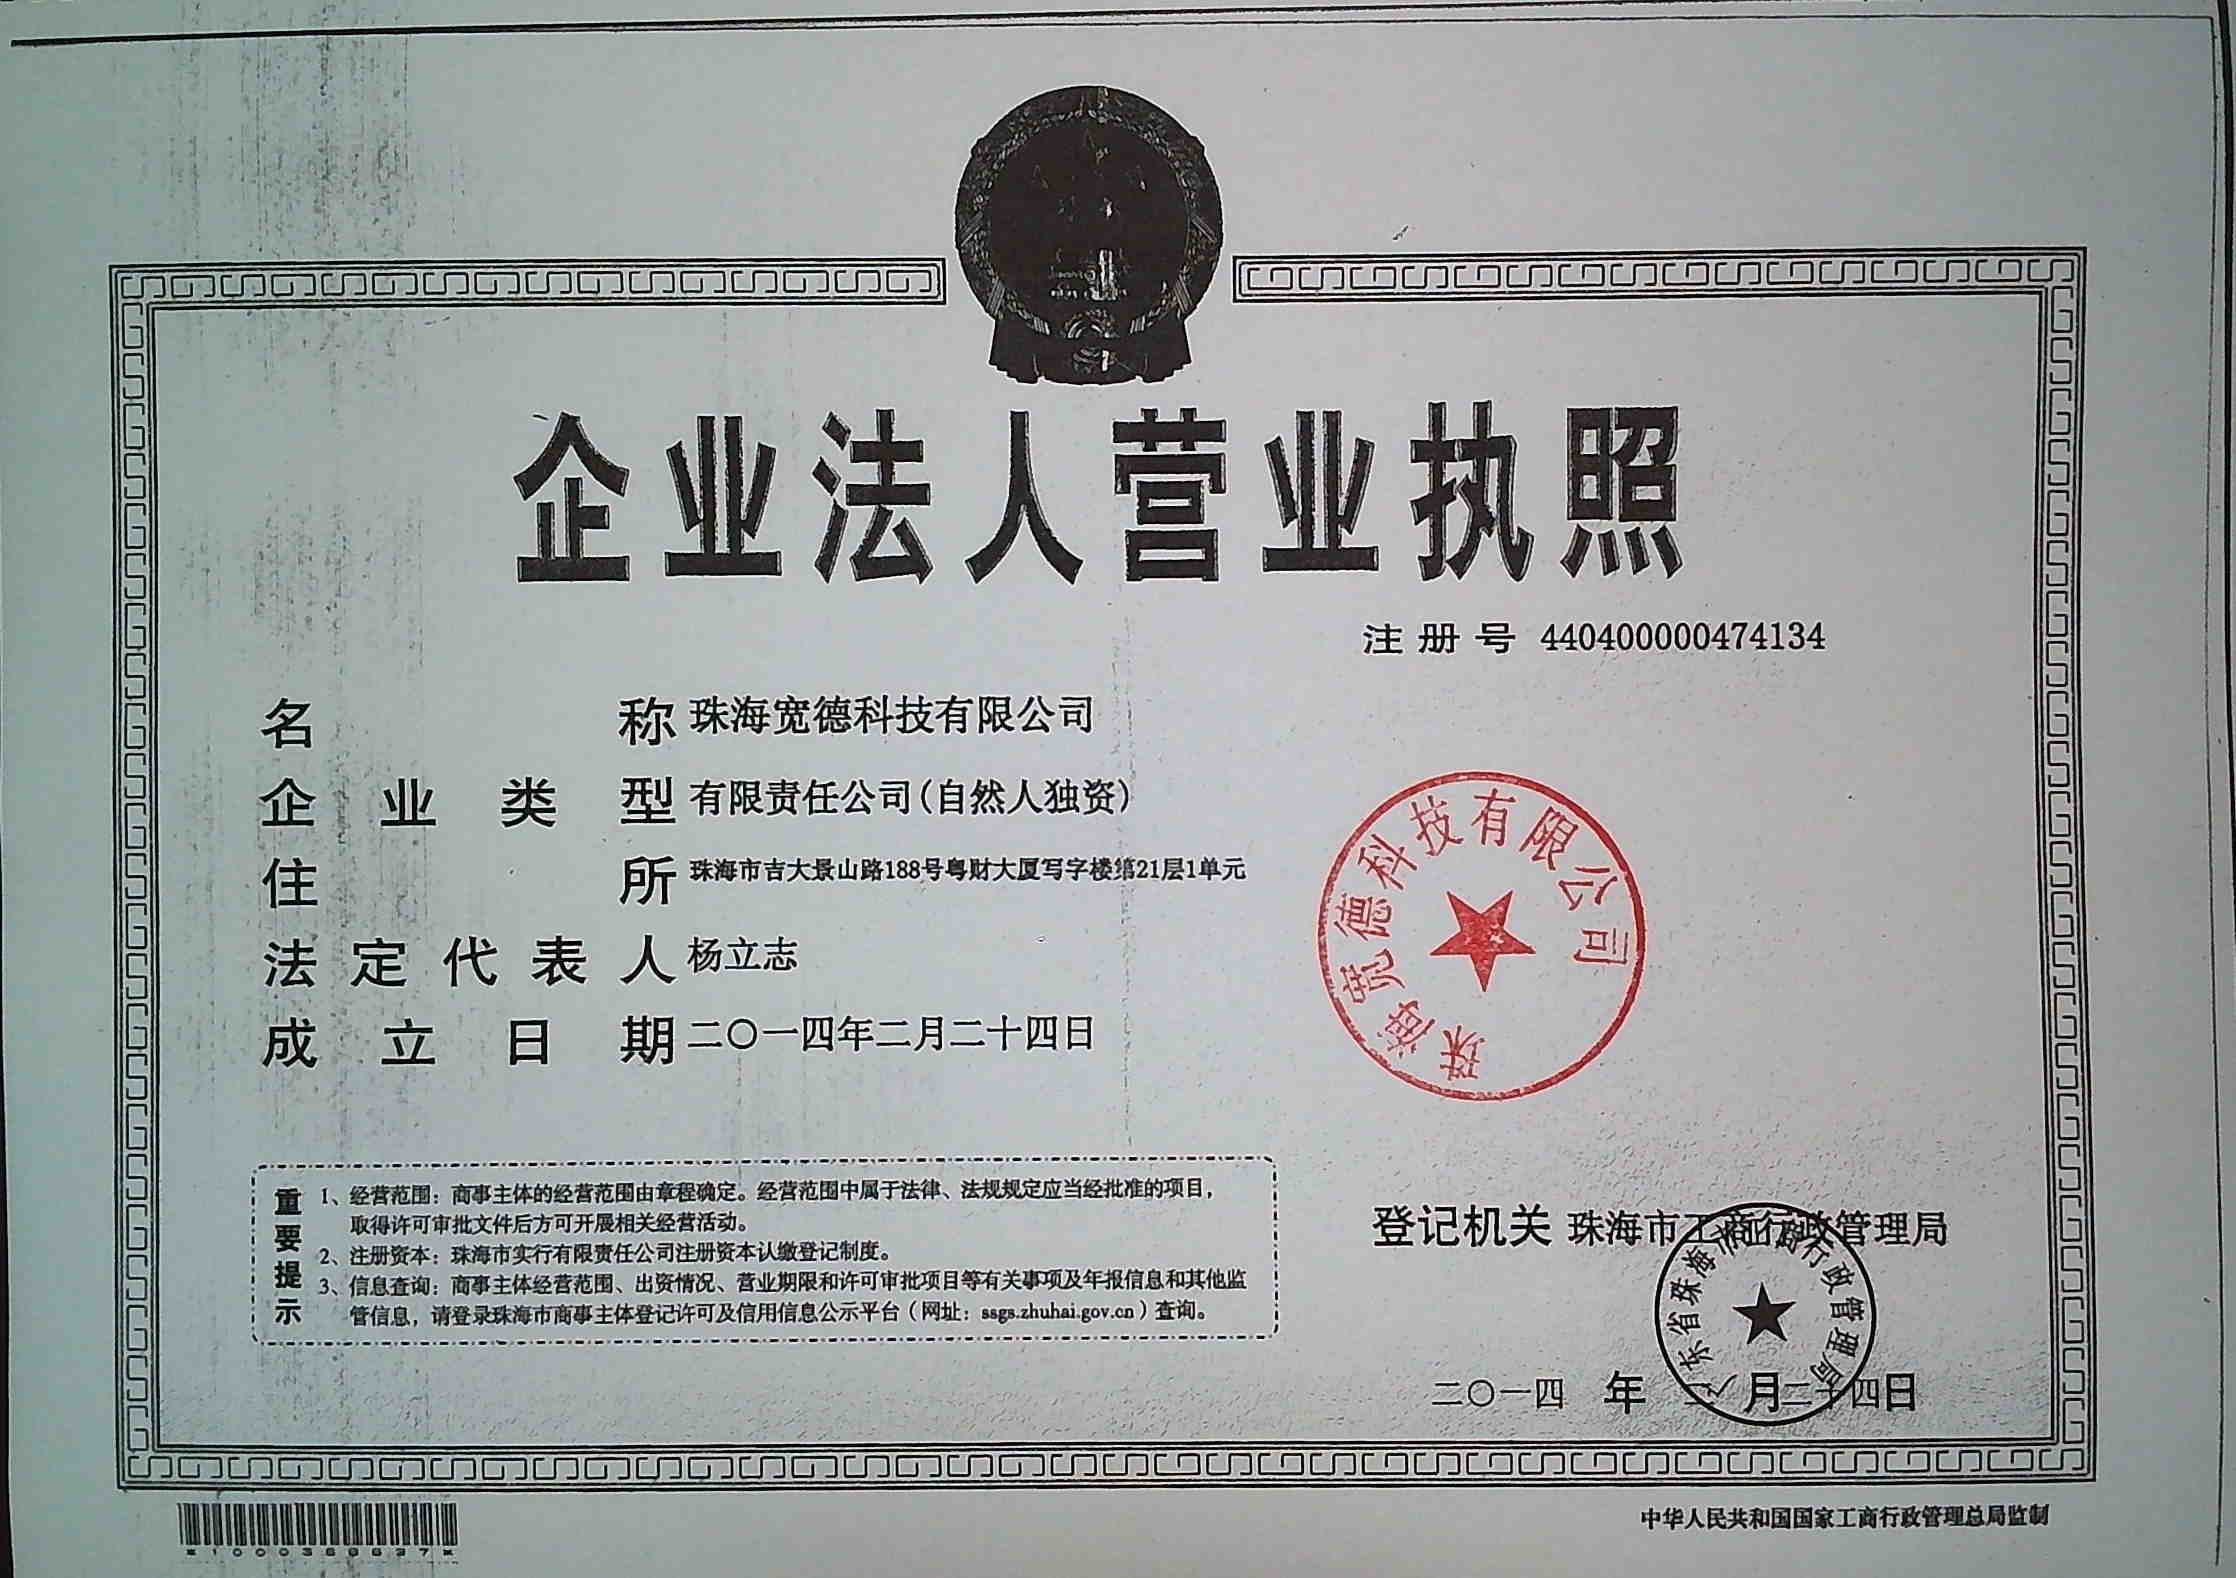 企业法人营业执照
注册号 440400000474134
名称 珠海宽德科技有限公司
企业类型 有限责任公司(自然人独资)
住所 珠海市吉大景山路188号粤财大厦写字楼第21层1单元
法定代表人 杨立志
成立日期 二〇一四年二月二十四日
珠海宽德科技有限公司
重要提示
1、经营范围：商事主体的经营范围由章程确定。经营范围中属于法律、法规规定应当经批准的项目，
取得许可审批文件后方可开展相关经营活动。
2、注册资本：珠海市实行有限责任公司注册资本认缴登记制度。
3、信息查询：商事主体经营范围、出资情况、营业期限和许可审批项目等有关事项及年报信息和其他监
管信息，请登录珠海市商事主体登记许可及信用信息公示平台（网址：ssgs.zhuhai.gov.cn）查询。
登记机关 珠海市工商行政管理局
广东省珠海市工商行政管理局
二〇一四 年 二 月二十四日
中华人民共和国国家工商行政管理总局监制